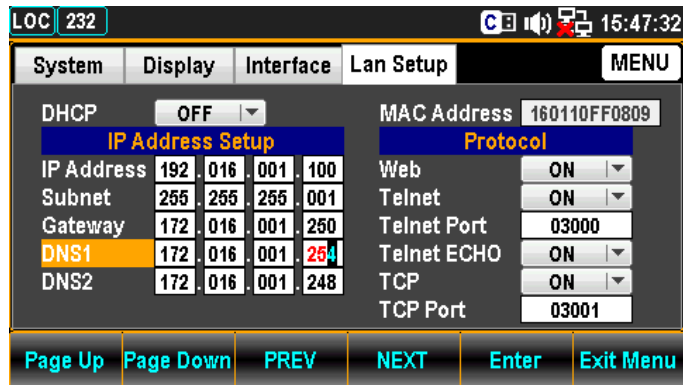 LOC 232 C 15:47:32
System Display Interface Lan Setup MENU
DHCP OFF MAC Address 160110FF0809
IP Address Setup Protocol
IP Address 192 . 016 . 001 . 100 Web ON
Subnet 255 . 255 . 255 . 001 Telnet ON
Gateway 172 . 016 . 001 . 250 Telnet Port 03000
DNS1 172 . 016 . 001 . 254 Telnet ECHO ON
DNS2 172 . 016 . 001 . 248 TCP ON
TCP Port 03001
Page Up Page Down PREV NEXT Enter Exit Menu